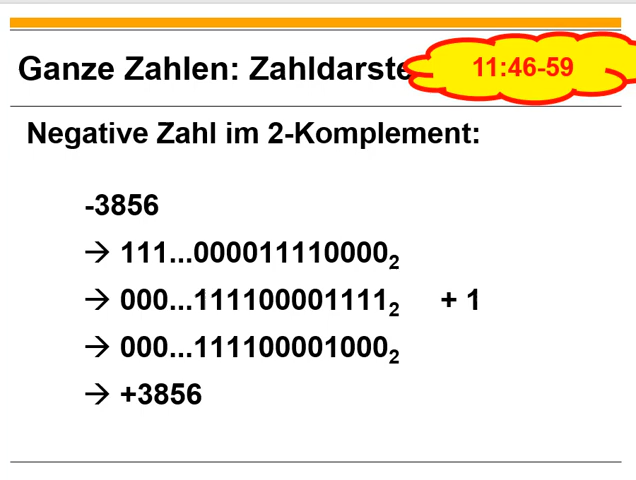 Ganze Zahlen: Zahldarste
11:46-59
Negative Zahl im 2-Komplement:
-3856
→ 111...000011110000₂
→ 000...111100001111₂ + 1
→ 000...111100001000₂
→ +3856